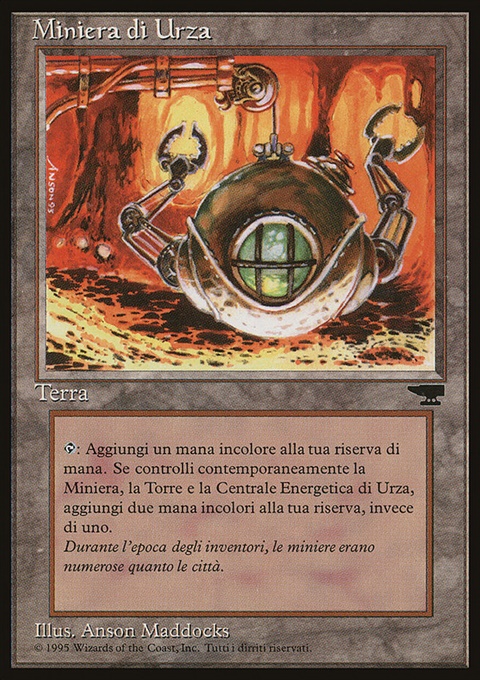 Miniera di Urza
ANSON93
Terra
: Aggiungi un mana incolore alla tua riserva di
mana. Se controlli contemporaneamente la
Miniera, la Torre e la Centrale Energetica di Urza,
aggiungi due mana incolori alla tua riserva, invece
di uno.
Durante l'epoca degli inventori, le miniere erano
numerose quanto le città.
Illus. Anson Maddocks
© 1995 Wizards of the Coast, Inc. Tutti i dirriti riservati.